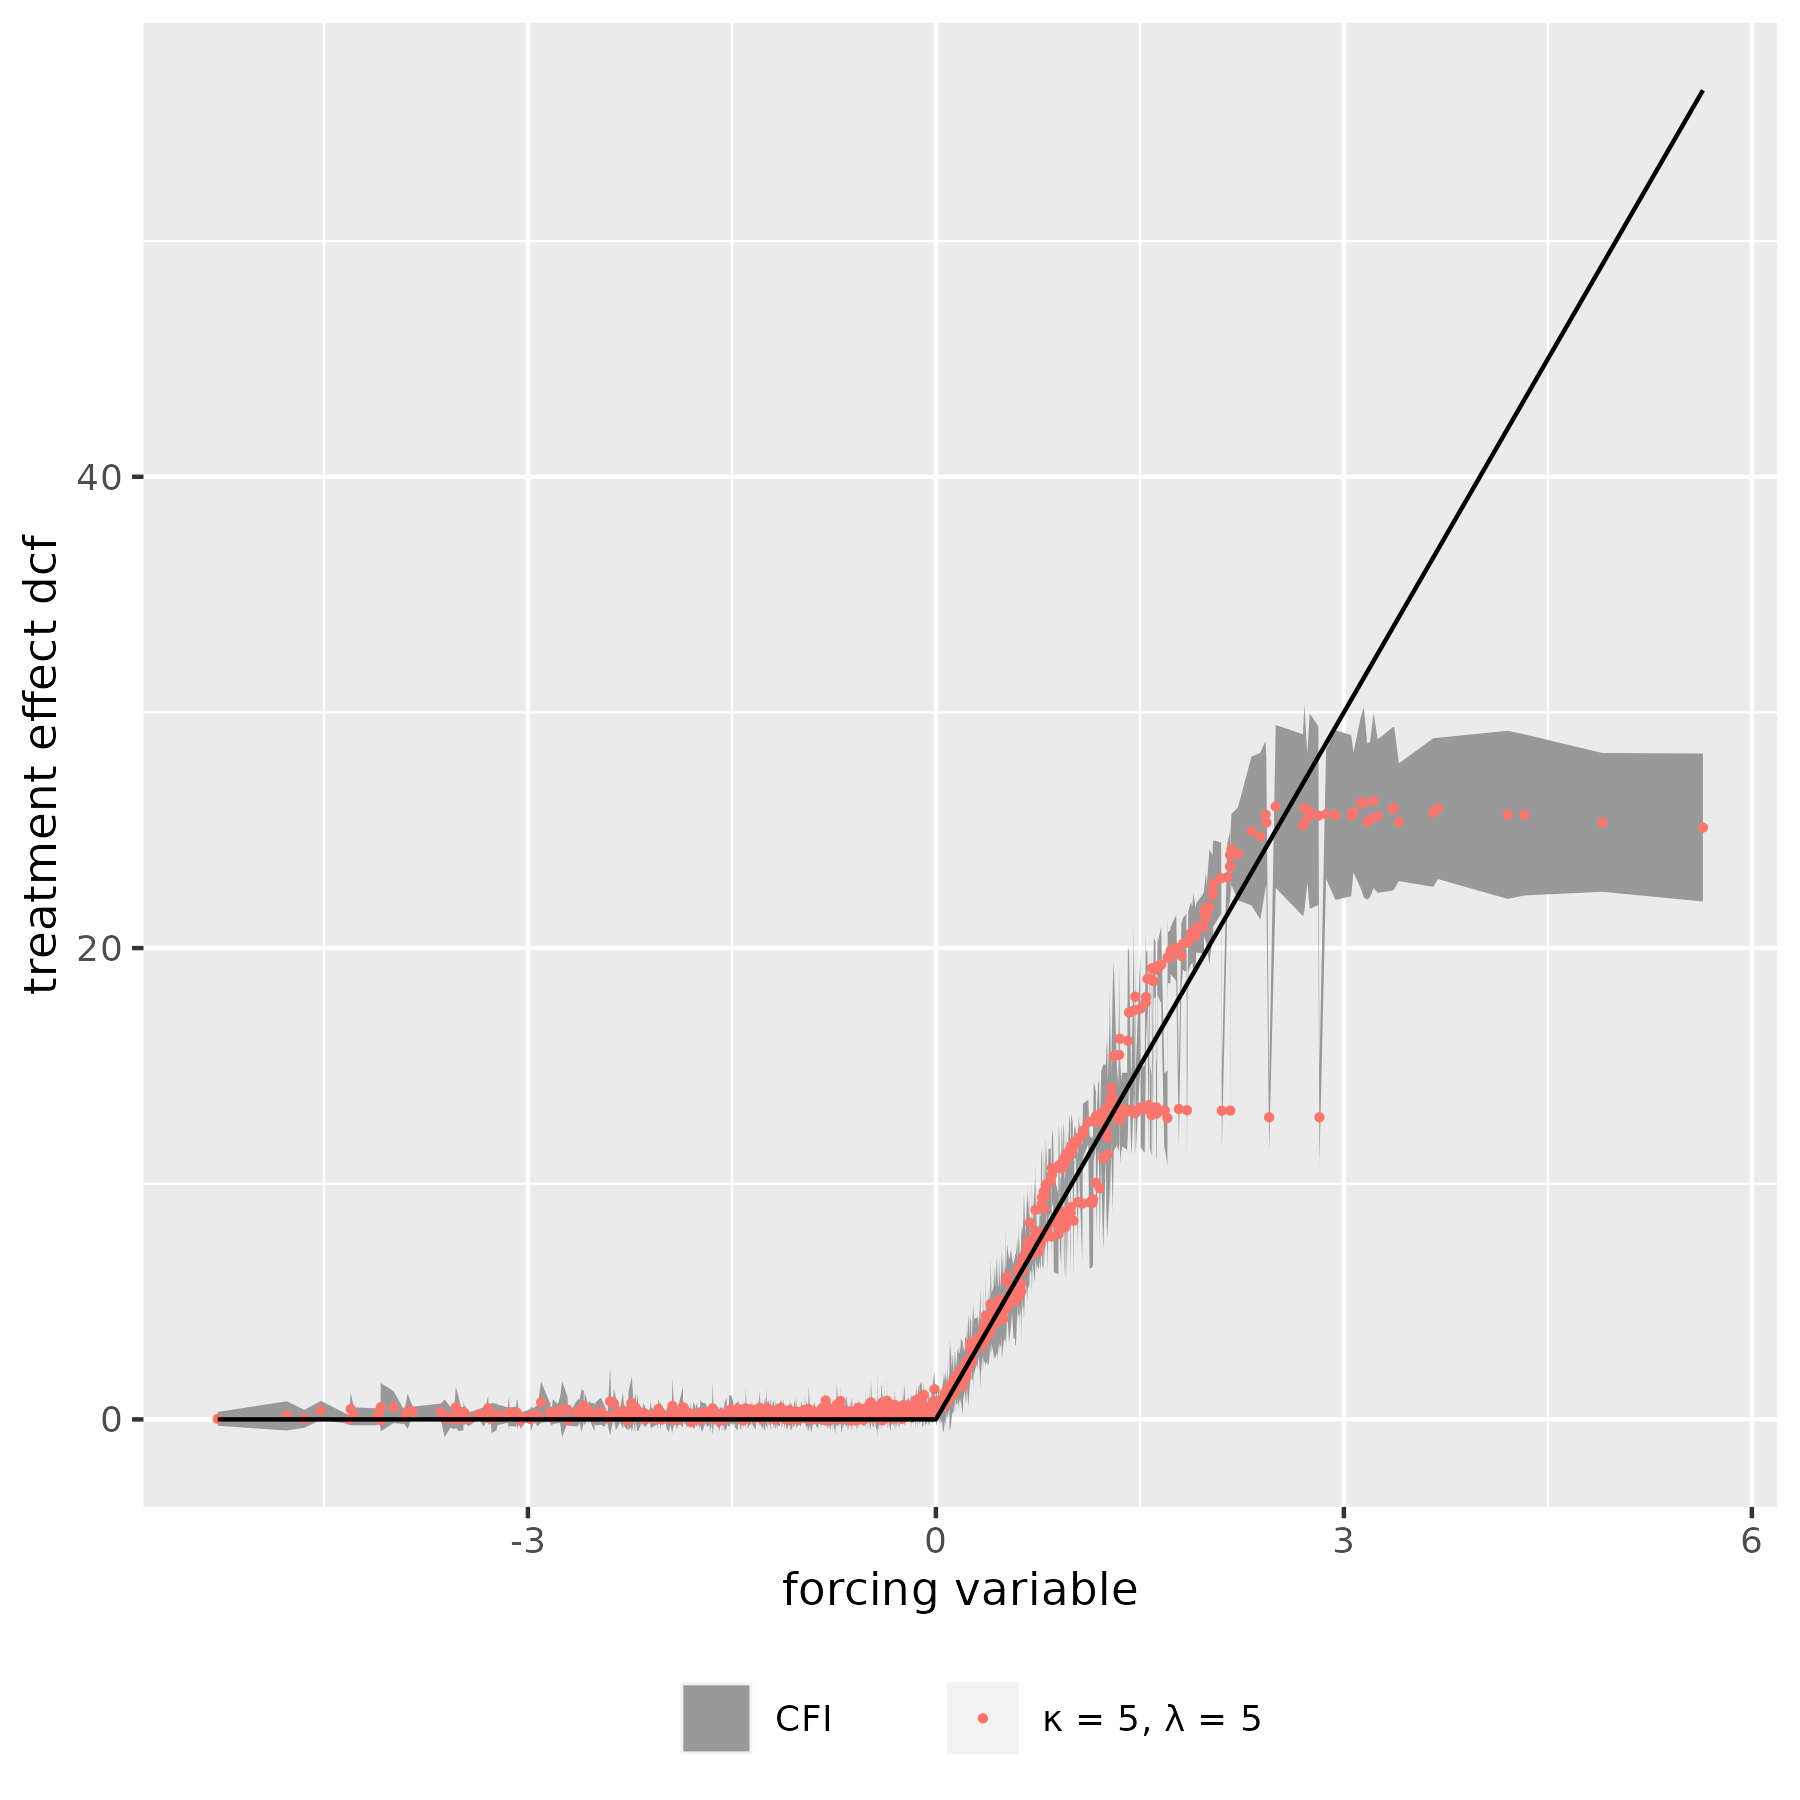 40
20
0
treatment effect dcf
-3 0 3 6
forcing variable
CFI κ = 5, λ = 5